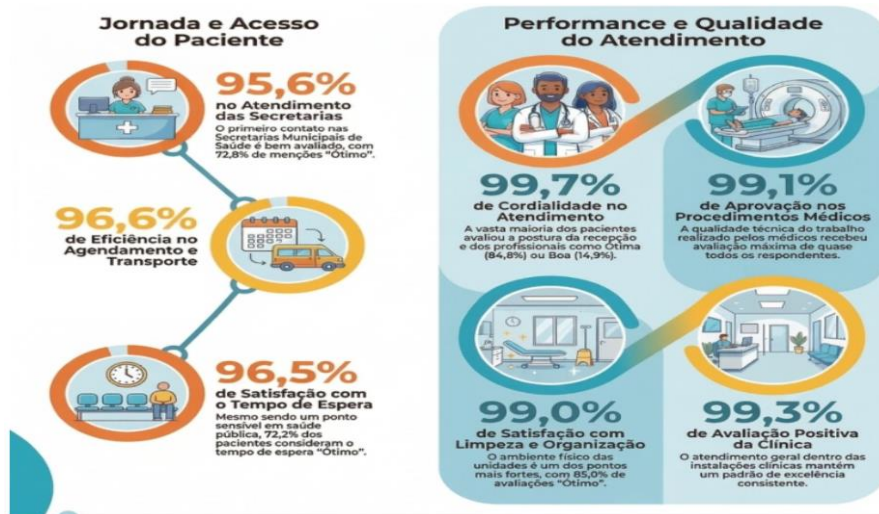 Jornada e Acesso
do Paciente
95,6%
no Atendimento
das Secretarias
O primeiro contato nas
Secretarias Municipais de
Saúde é bem avaliado, com
72,8% de menções "Ótimo".
96,6%
de Eficiência no
Agendamento e
Transporte
96,5%
de Satisfação com
o Tempo de Espera
Mesmo sendo um ponto
sensível em saúde
pública, 72,2% dos
pacientes consideram o
tempo de espera "Ótimo".
Performance e Qualidade
do Atendimento
99,7%
de Cordialidade no
Atendimento
A vasta maioria dos pacientes
avaliou a postura da recepção
e dos profissionais como Ótima
(84,8%) ou Boa (14,9%).
99,1%
de Aprovação nos
Procedimentos Médicos
A qualidade técnica do trabalho
realizado pelos médicos recebeu
avaliação máxima de quase
todos os respondentes.
99,0%
de Satisfação com
Limpeza e Organização
O ambiente físico das
unidades é um dos pontos
mais fortes, com 85,0% de
avaliações "Ótimo".
99,3%
de Avaliação Positiva
da Clínica
O atendimento geral dentro das
instalações clínicas mantém
um padrão de excelência
consistente.